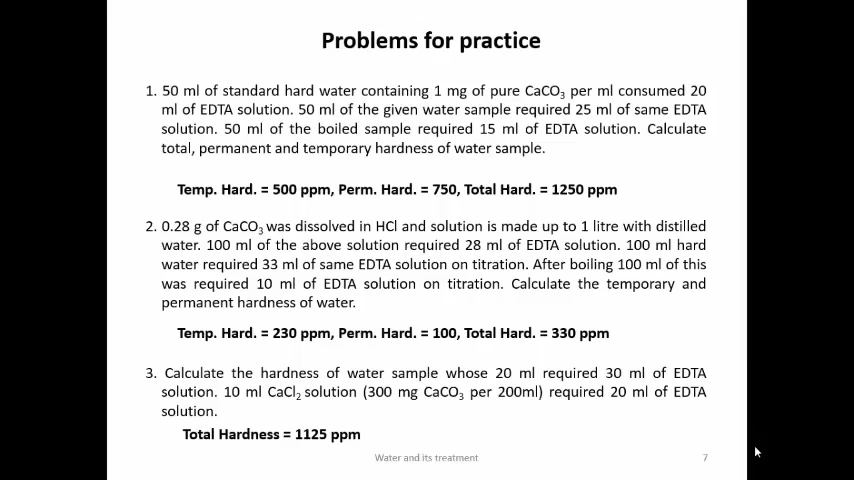 Problems for practice
1. 50 ml of standard hard water containing 1 mg of pure CaCO₃ per ml consumed 20
ml of EDTA solution. 50 ml of the given water sample required 25 ml of same EDTA
solution. 50 ml of the boiled sample required 15 ml of EDTA solution. Calculate
total, permanent and temporary hardness of water sample.
Temp. Hard. = 500 ppm, Perm. Hard. = 750, Total Hard. = 1250 ppm
2. 0.28 g of CaCO₃ was dissolved in HCl and solution is made up to 1 litre with distilled
water. 100 ml of the above solution required 28 ml of EDTA solution. 100 ml hard
water required 33 ml of same EDTA solution on titration. After boiling 100 ml of this
was required 10 ml of EDTA solution on titration. Calculate the temporary and
permanent hardness of water.
Temp. Hard. = 230 ppm, Perm. Hard. = 100, Total Hard. = 330 ppm
3. Calculate the hardness of water sample whose 20 ml required 30 ml of EDTA
solution. 10 ml CaCl₂ solution (300 mg CaCO₃ per 200ml) required 20 ml of EDTA
solution.
Total Hardness = 1125 ppm
Water and its treatment
7